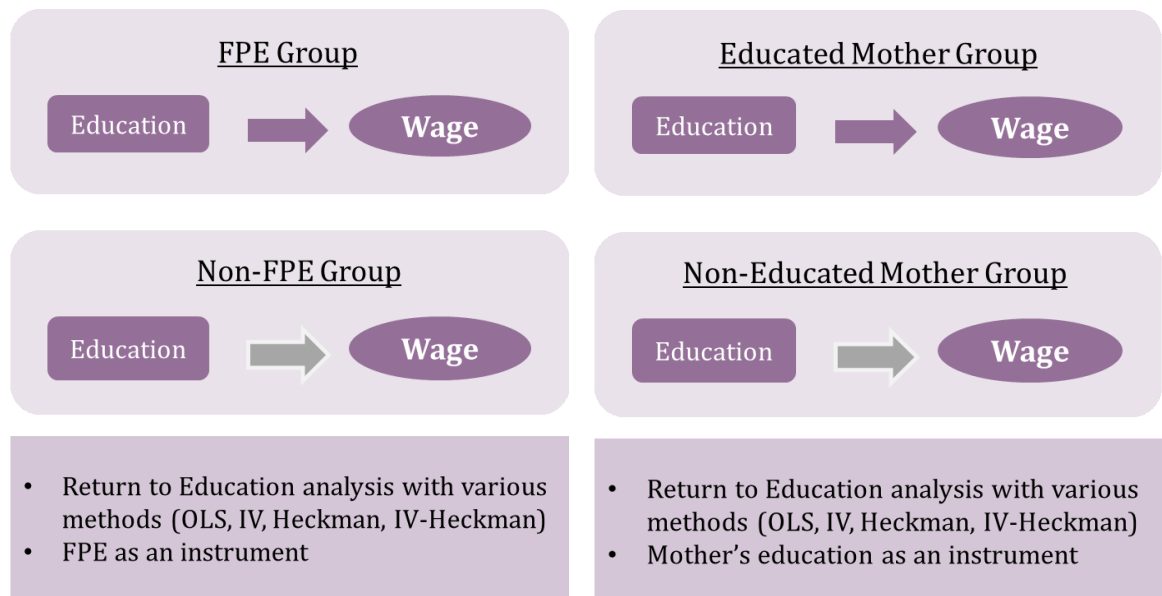 FPE Group
Education
Wage
Educated Mother Group
Education
Wage
Non-FPE Group
Education
Wage
Non-Educated Mother Group
Education
Wage
• Return to Education analysis with various
methods (OLS, IV, Heckman, IV-Heckman)
• FPE as an instrument
• Return to Education analysis with various
methods (OLS, IV, Heckman, IV-Heckman)
• Mother’s education as an instrument